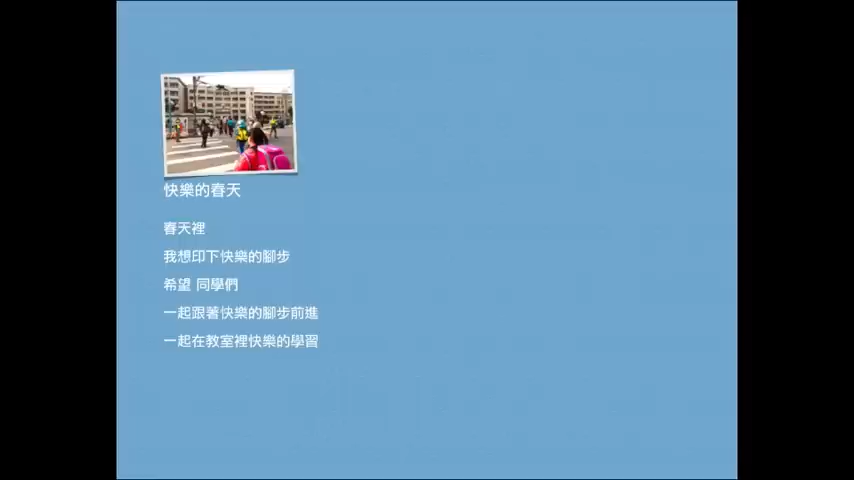 快樂的春天
春天裡
我想印下快樂的腳步
希望 同學們
一起跟著快樂的腳步前進
一起在教室裡快樂的學習